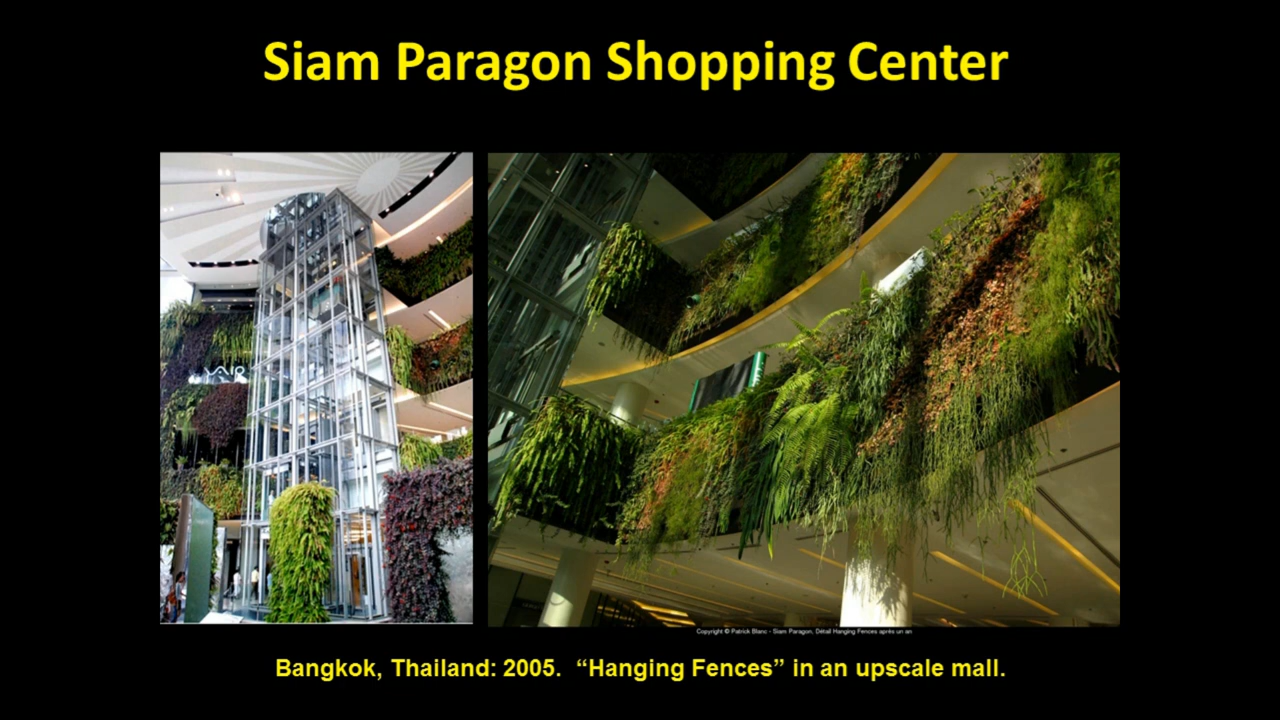 Siam Paragon Shopping Center
VAIO
Copyright © Patrick Blanc - Siam Paragon, Détail Hanging Fences après un an
Bangkok, Thailand: 2005.  “Hanging Fences” in an upscale mall.